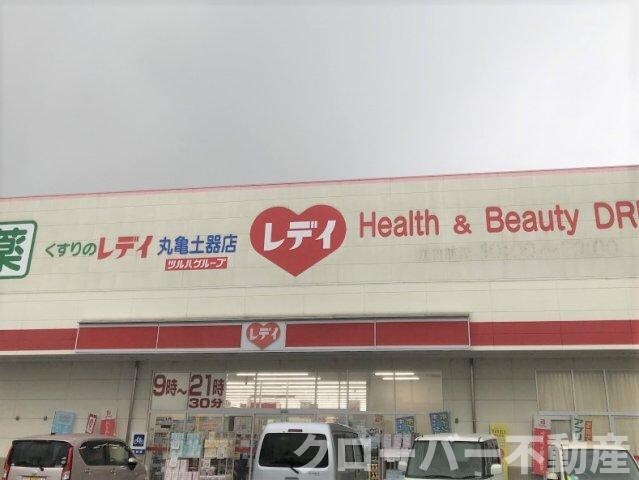 薬
くすりのレデイ 丸亀土器店
ツルハグループ
レデイ
Health & Beauty DR
レデイ
9時～21時
30分
クローバー不動産